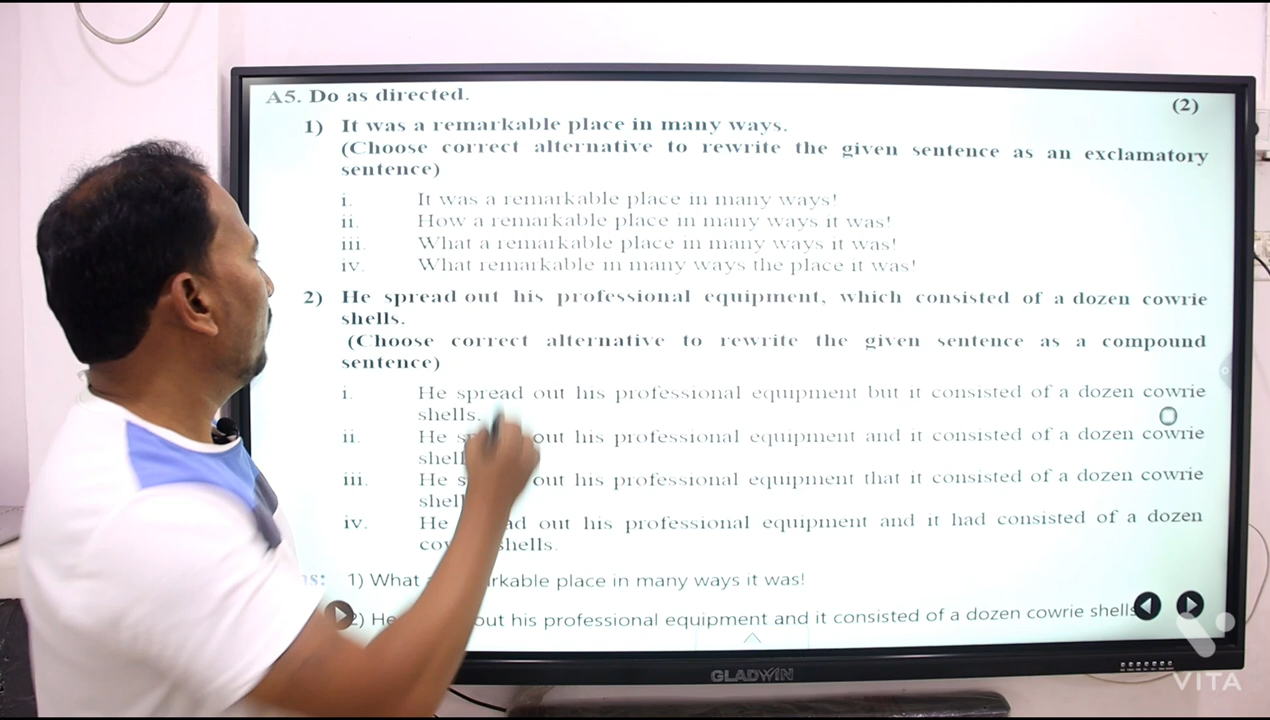 A5. Do as directed.
(2)
1) It was a remarkable place in many ways.
(Choose correct alternative to rewrite the given sentence as an exclamatory
sentence)
i. It was a remarkable place in many ways!
ii. How a remarkable place in many ways it was!
iii. What a remarkable place in many ways it was!
iv. What remarkable in many ways the place it was!
2) He spread out his professional equipment, which consisted of a dozen cowrie
shells.
(Choose correct alternative to rewrite the given sentence as a compound
sentence)
i. He spread out his professional equipment but it consisted of a dozen cowrie
shells.
ii. He out his professional equipment and it consisted of a dozen cowrie
iii. He out his professional equipment that it consisted of a dozen cowrie
iv. He out his professional equipment and it had consisted of a dozen
shells.
1) What place in many ways it was!
2) He out his professional equipment and it consisted of a dozen cowrie shells
GLADWIN
VITA